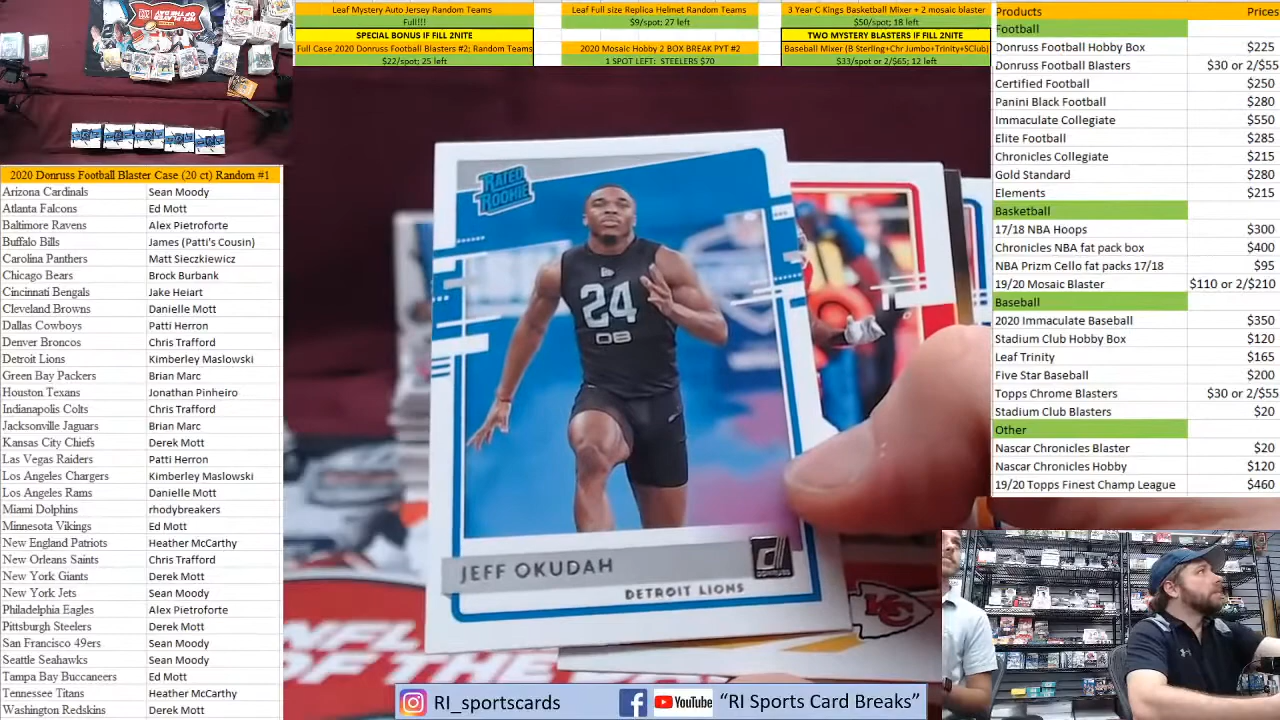 Leaf Mystery Auto Jersey Random Teams
Full!!!
SPECIAL BONUS IF FILL 2NITE
Full Case 2020 Donruss Football Blasters #2; Random Teams
$22/spot; 25 left
Leaf Full size Replica Helmet Random Teams
$9/spot; 27 left
2020 Mosaic Hobby 2 BOX BREAK PYT #2
1 SPOT LEFT: STEELERS $70
3 Year C Kings Basketball Mixer + 2 mosaic blaster
$50/spot; 18 left
TWO MYSTERY BLASTERS IF FILL 2NITE
Baseball Mixer (B Sterling+Chr Jumbo+Trinity+SClub)
$33/spot or 2/$65; 12 left
Products Prices
Football
Donruss Football Hobby Box $225
Donruss Football Blasters $30 or 2/$55
Certified Football $250
Panini Black Football $280
Immaculate Collegiate $550
Elite Football $285
Chronicles Collegiate $215
Gold Standard $280
Elements $215
Basketball
17/18 NBA Hoops $300
Chronicles NBA fat pack box $400
NBA Prizm Cello fat packs 17/18 $95
19/20 Mosaic Blaster $110 or 2/$210
Baseball
2020 Immaculate Baseball $350
Stadium Club Hobby Box $120
Leaf Trinity $165
Five Star Baseball $200
Topps Chrome Blasters $30 or 2/$55
Stadium Club Blasters $20
Other
Nascar Chronicles Blaster $20
Nascar Chronicles Hobby $120
19/20 Topps Finest Champ League $460
2020 Donruss Football Blaster Case (20 ct) Random #1
Arizona Cardinals Sean Moody
Atlanta Falcons Ed Mott
Baltimore Ravens Alex Pietroforte
Buffalo Bills James (Patti's Cousin)
Carolina Panthers Matt Sieczkiewicz
Chicago Bears Brock Burbank
Cincinnati Bengals Jake Heiart
Cleveland Browns Danielle Mott
Dallas Cowboys Patti Herron
Denver Broncos Chris Trafford
Detroit Lions Kimberley Maslowski
Green Bay Packers Brian Marc
Houston Texans Jonathan Pinheiro
Indianapolis Colts Chris Trafford
Jacksonville Jaguars Brian Marc
Kansas City Chiefs Derek Mott
Las Vegas Raiders Patti Herron
Los Angeles Chargers Kimberley Maslowski
Los Angeles Rams Danielle Mott
Miami Dolphins rhodybreakers
Minnesota Vikings Ed Mott
New England Patriots Heather McCarthy
New Orleans Saints Chris Trafford
New York Giants Derek Mott
New York Jets Sean Moody
Philadelphia Eagles Alex Pietroforte
Pittsburgh Steelers Derek Mott
San Francisco 49ers Sean Moody
Seattle Seahawks Sean Moody
Tampa Bay Buccaneers Ed Mott
Tennessee Titans Heather McCarthy
Washington Redskins Derek Mott
RATED
ROOKIE
24
DB
JEFF OKUDAH
DETROIT LIONS
DONRUSS
KC
RI_sportscards
YouTube
"RI Sports Card Breaks"